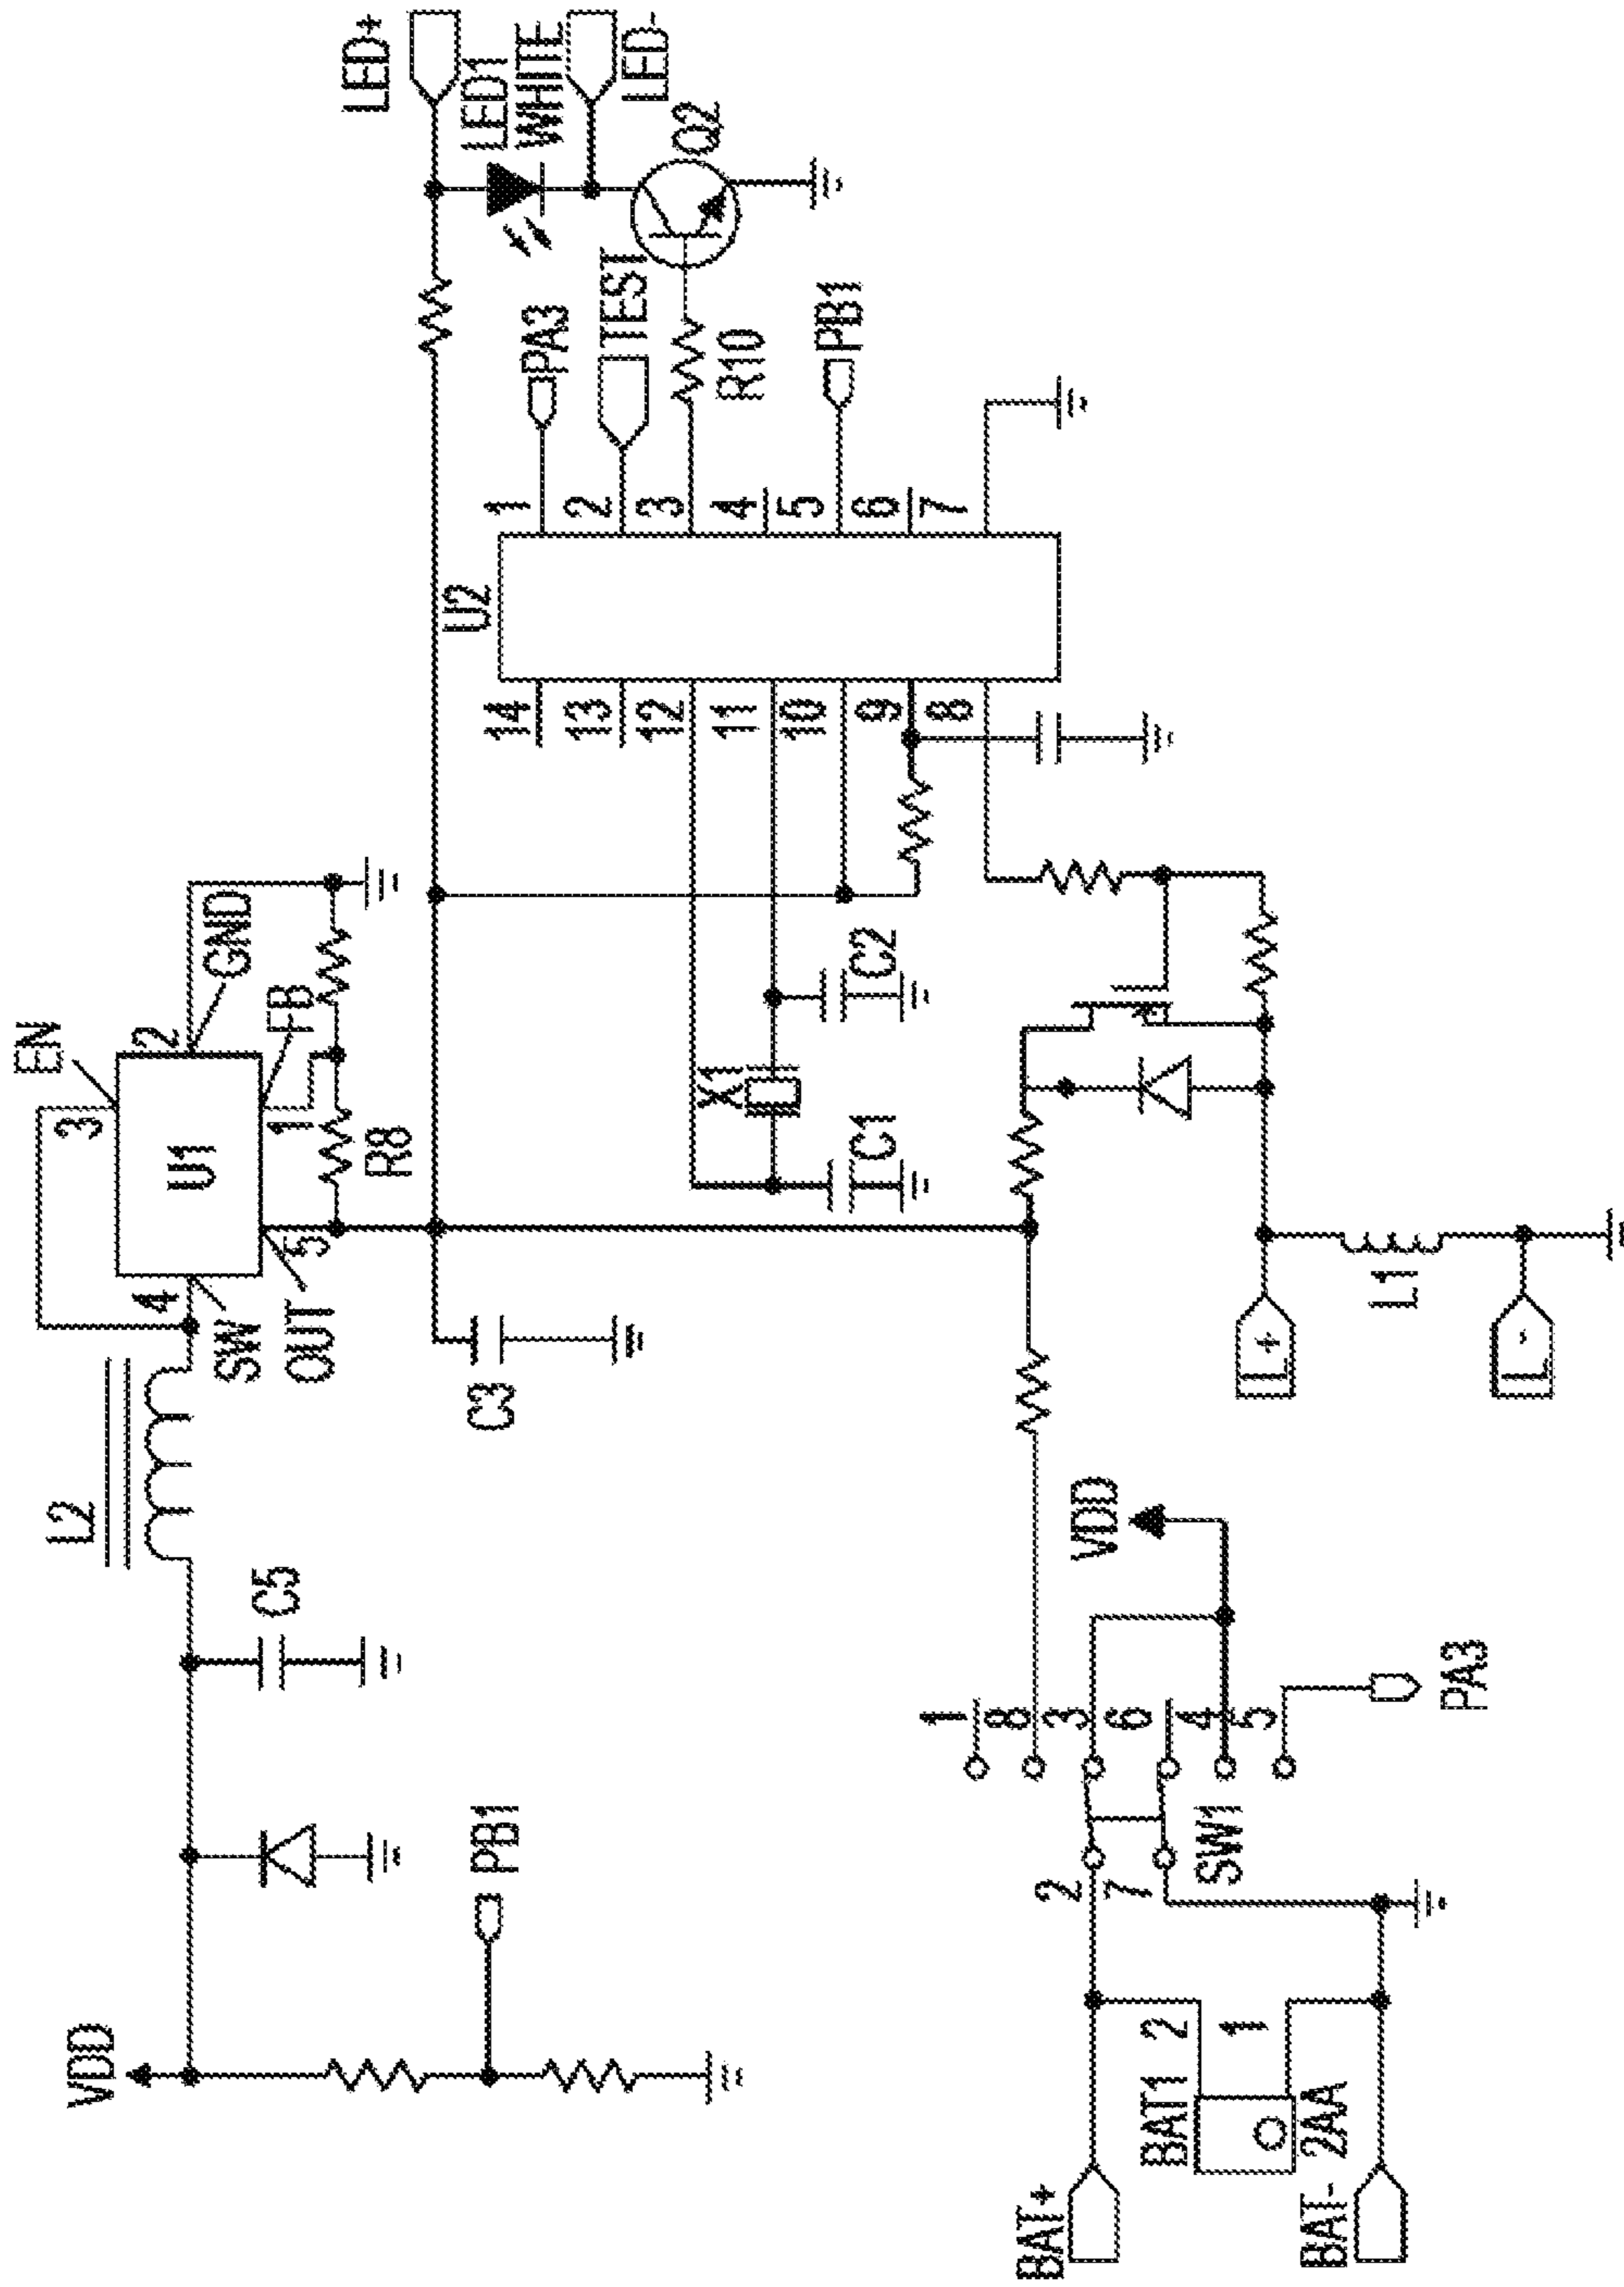 VDD
PB1
C5
L2
SW
4
EN
3
U1
2
GND
1
FB
5
OUT
R8
C3
X1
C1
C2
U2
14
13
12
11
10
9
8
1
2
3
4
5
6
7
PA3
TEST
R10
PB1
Q2
LED+
LED1
WHITE
LED-
BAT+
BAT1
2AA
BAT-
2
1
2
7
SW1
1
8
3
6
4
5
VDD
PA3
L+
L1
L-